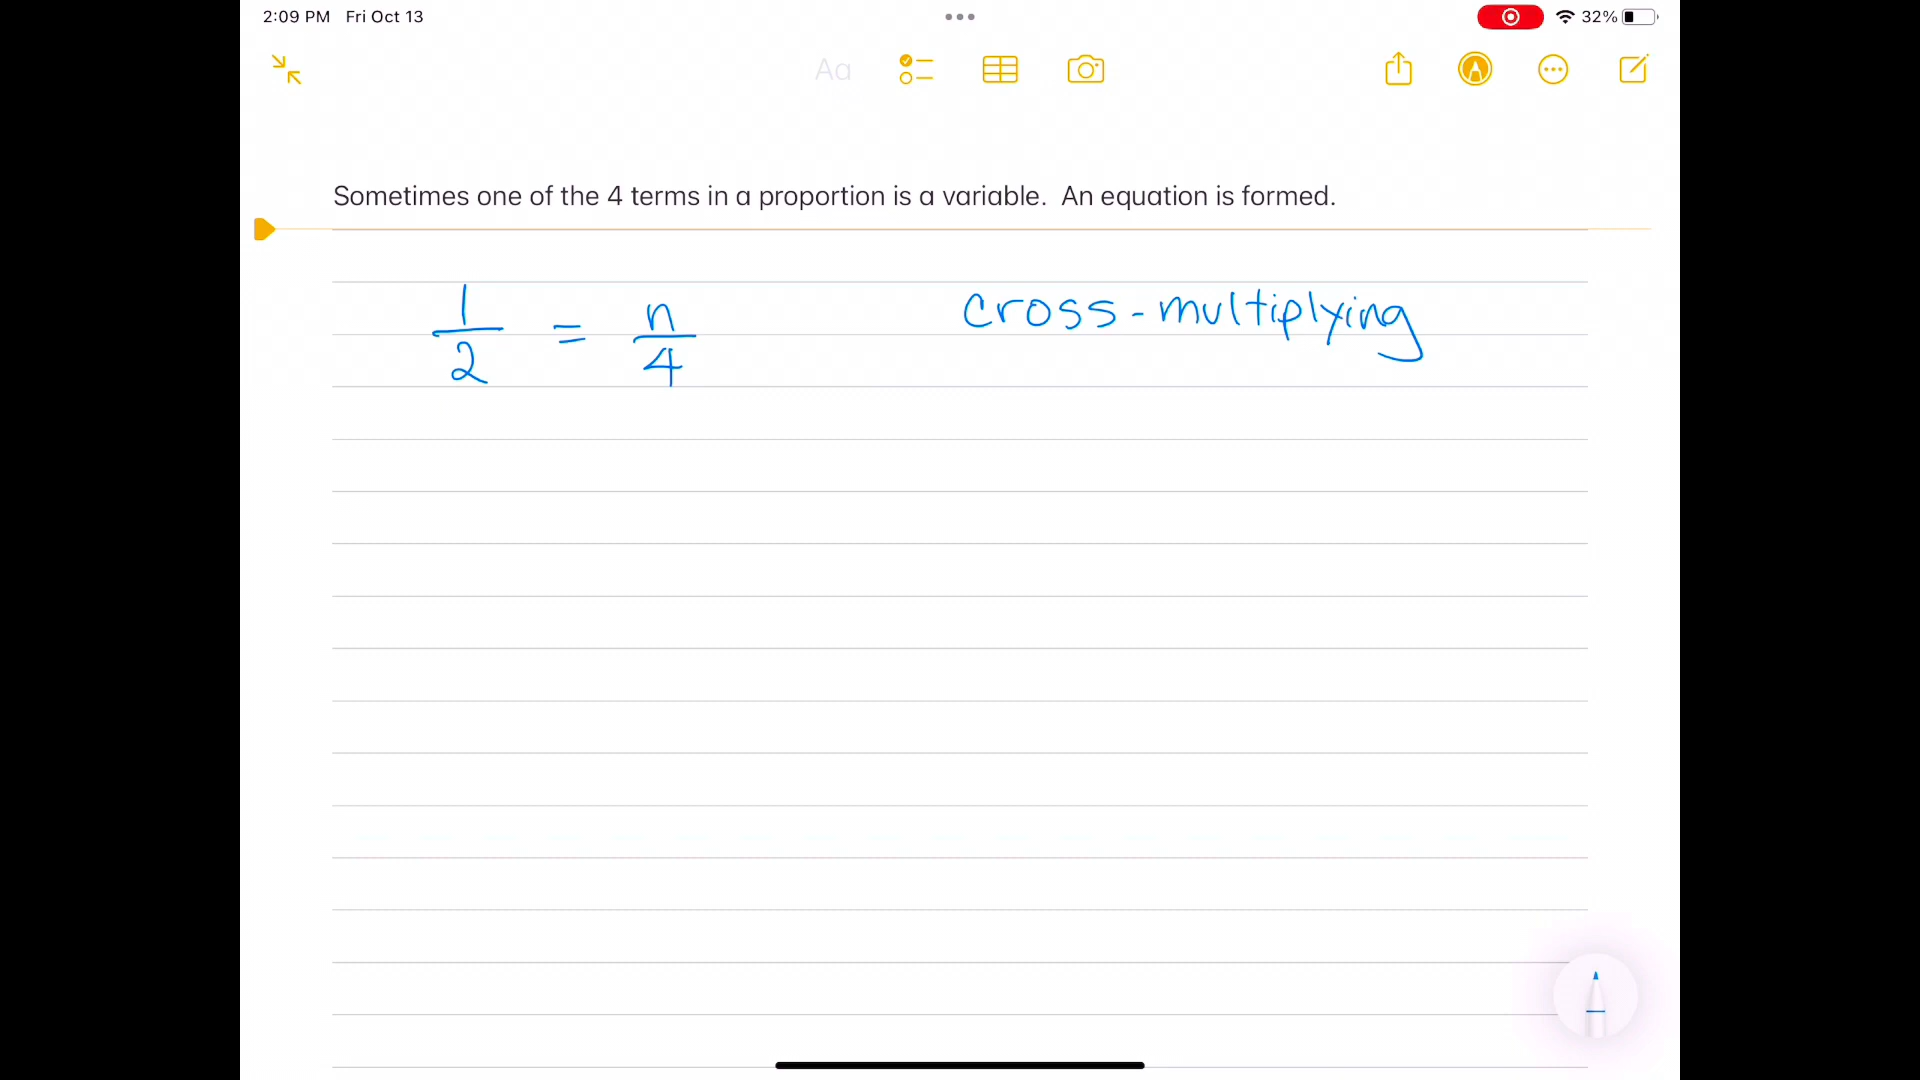 2:09 PM Fri Oct 13
32%
Aa
Sometimes one of the 4 terms in a proportion is a variable. An equation is formed.
1/2 = n/4
cross-multiplying